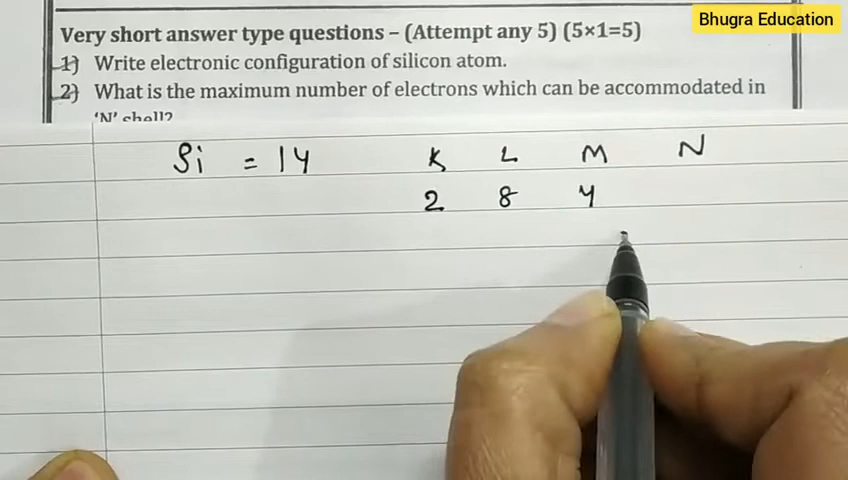 Bhugra Education
Very short answer type questions – (Attempt any 5) (5×1=5)
1) Write electronic configuration of silicon atom.
2) What is the maximum number of electrons which can be accommodated in
'N' shell?
Si = 14 K L M N
2 8 4